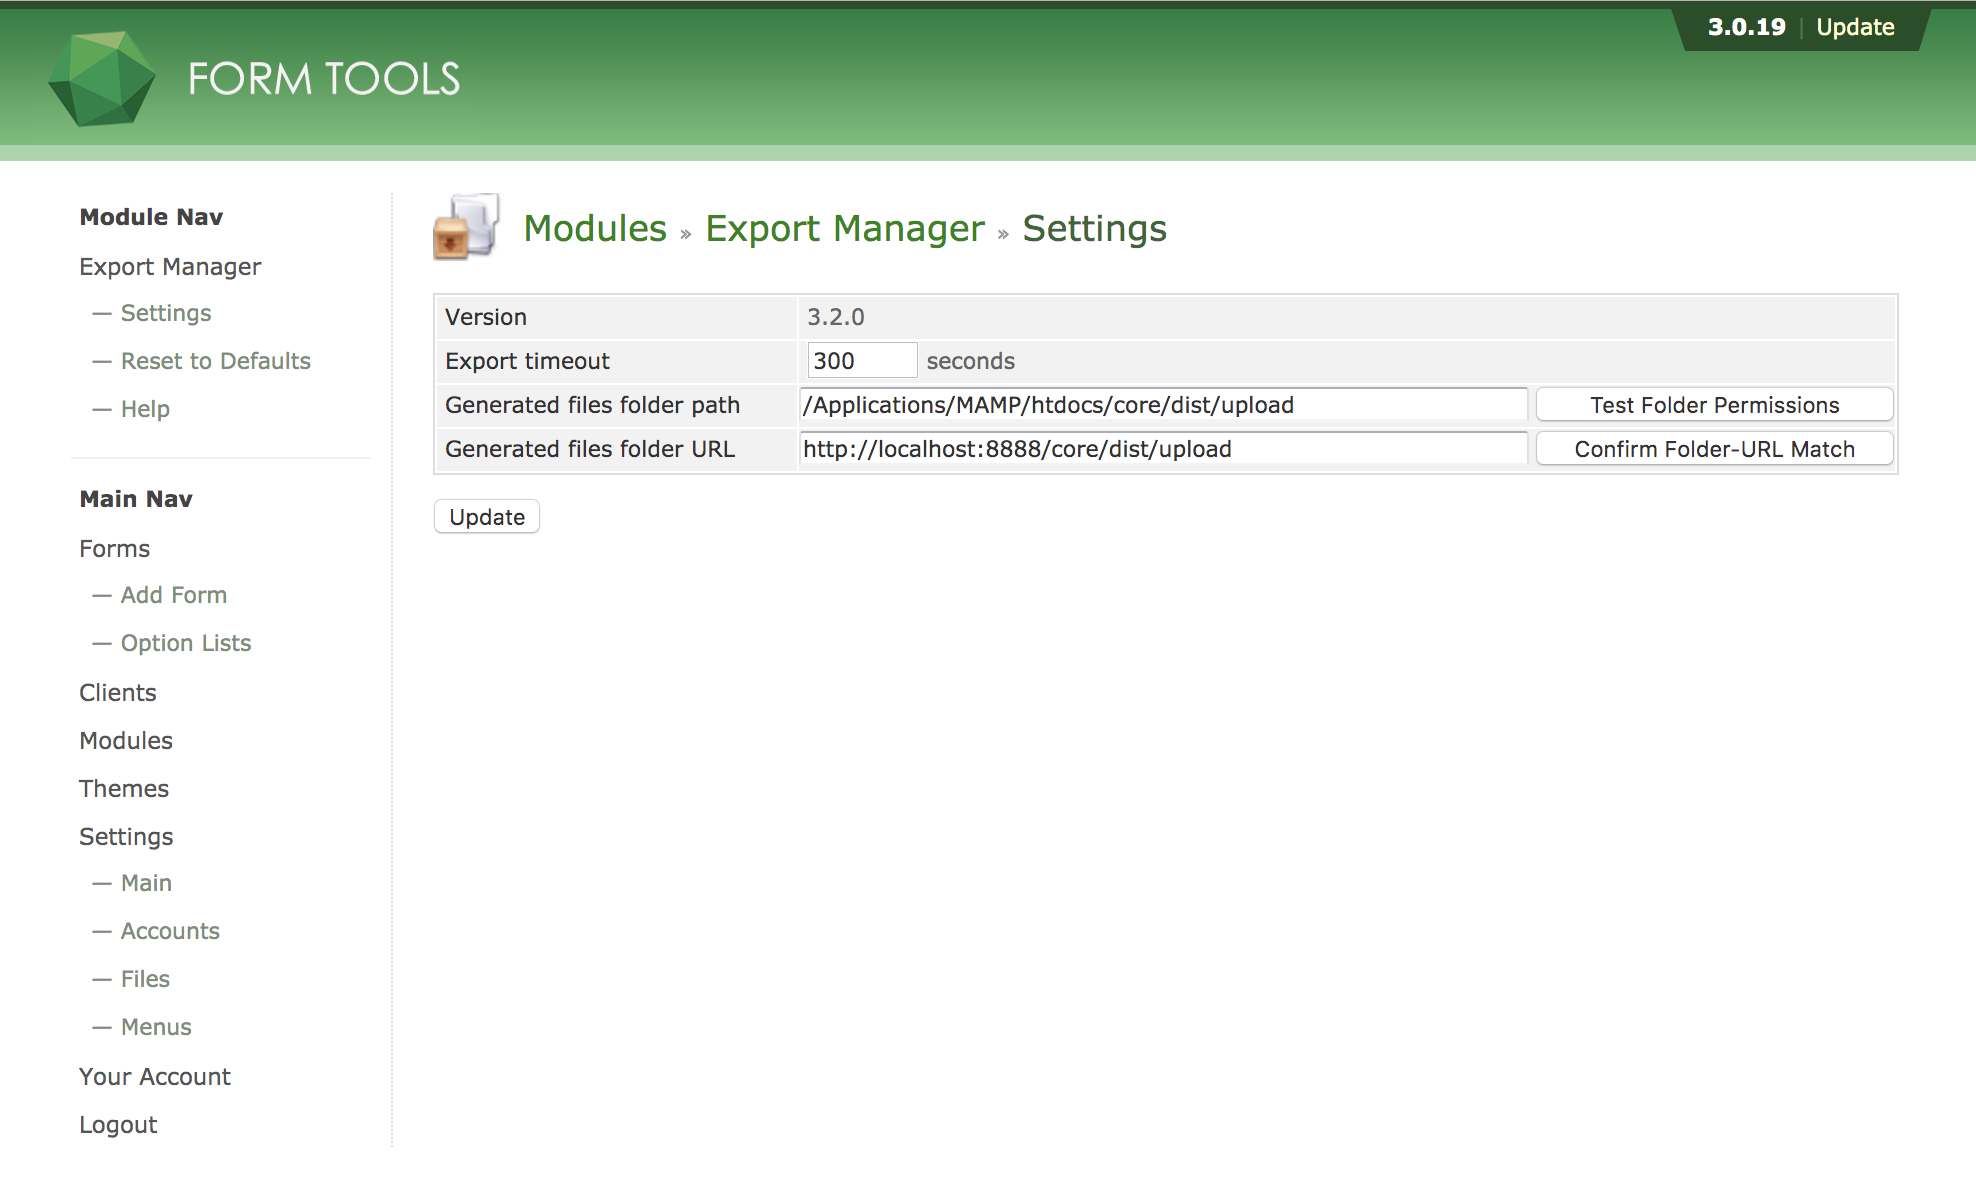 3.0.19 | Update
FORM TOOLS
Module Nav
Export Manager
— Settings
— Reset to Defaults
— Help
Main Nav
Forms
— Add Form
— Option Lists
Clients
Modules
Themes
Settings
— Main
— Accounts
— Files
— Menus
Your Account
Logout
Modules » Export Manager » Settings
Version 3.2.0
Export timeout 300 seconds
Generated files folder path /Applications/MAMP/htdocs/core/dist/upload Test Folder Permissions
Generated files folder URL http://localhost:8888/core/dist/upload Confirm Folder-URL Match
Update